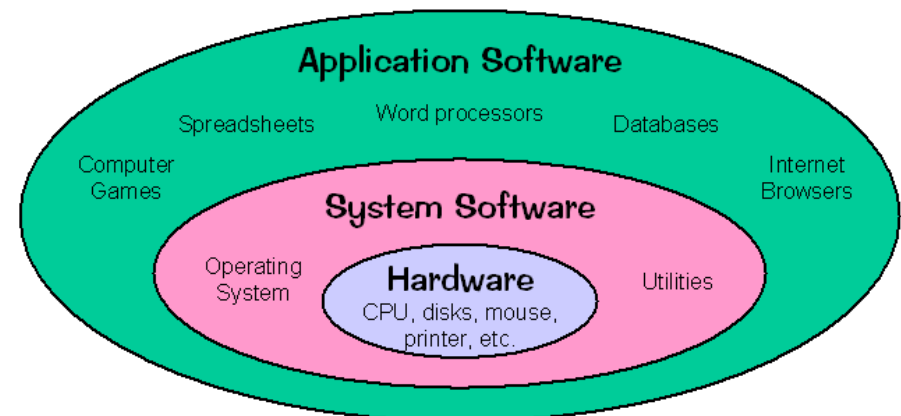 Application Software
Word processors
Spreadsheets
Databases
Computer
Games
Internet
Browsers
System Software
Operating
System
Utilities
Hardware
CPU, disks, mouse,
printer, etc.